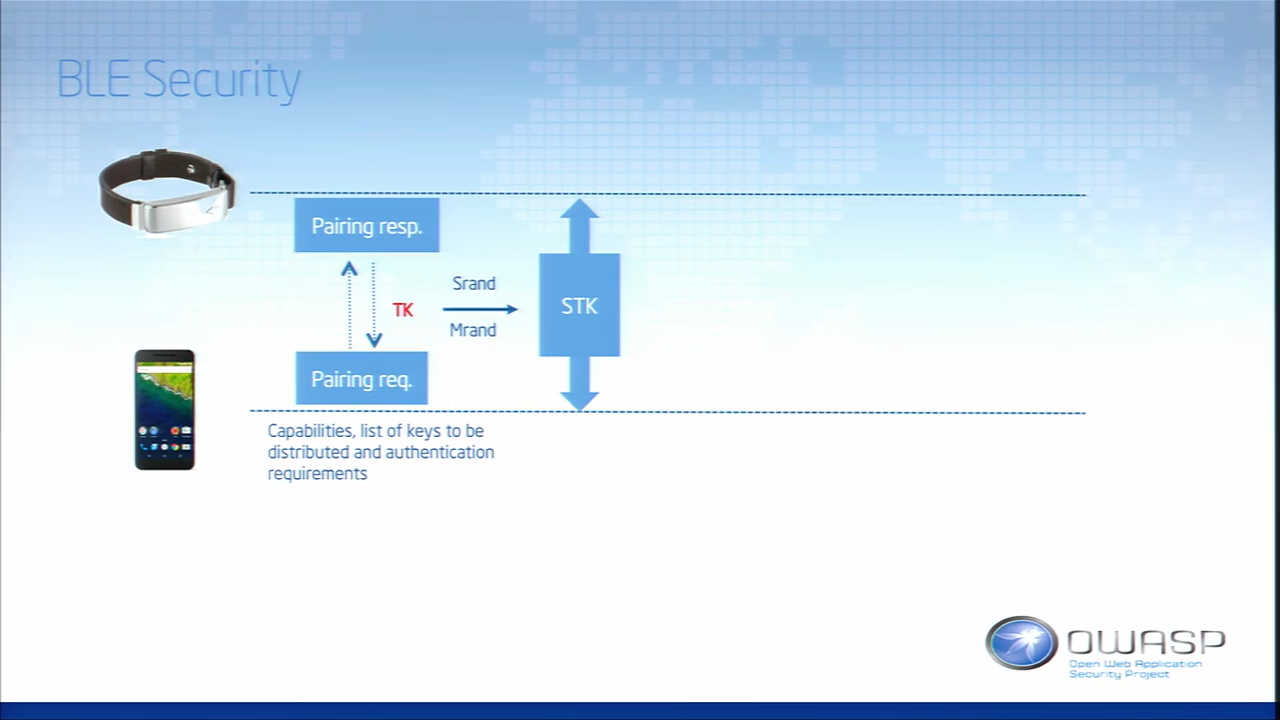 BLE Security
Pairing resp.
Srand
TK
STK
Mrand
Pairing req.
Capabilities, list of keys to be
distributed and authentication
requirements
OWASP
Open Web Application
Security Project